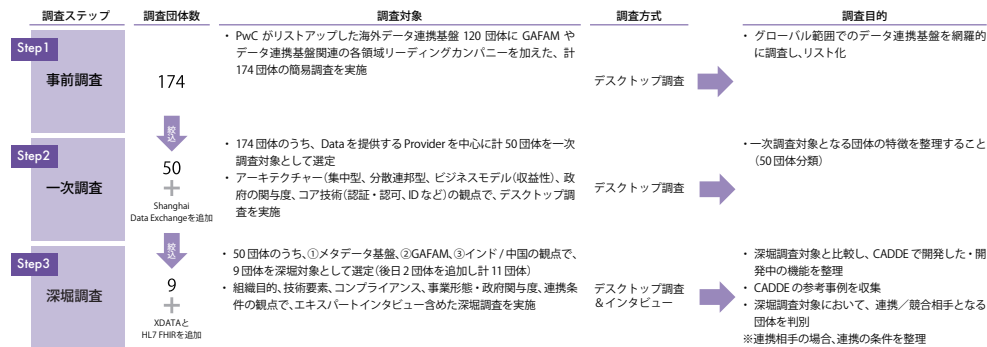 調査ステップ 調査団体数 調査対象 調査方式 調査目的
Step1
事前調査
174
・ PwC がリストアップした海外データ連携基盤 120 団体に GAFAM や
データ連携基盤関連の各領域リーディングカンパニーを加えた、計
174 団体の簡易調査を実施
デスクトップ調査
・ グローバル範囲でのデータ連携基盤を網羅的
に調査し、リスト化
絞込
Step2
一次調査
50
+
Shanghai
Data Exchangeを追加
・ 174 団体のうち、Data を提供する Provider を中心に計 50 団体を一次
調査対象として選定
・ アーキテクチャー（集中型、分散連邦型、ビジネスモデル（収益性）、政
府の関与度、コア技術（認証・認可、ID など）の観点で、デスクトップ調
査を実施
デスクトップ調査
・一次調査対象となる団体の特徴を整理すること
（50 団体分類）
絞込
Step3
深堀調査
9
+
XDATAと
HL7 FHIRを追加
・ 50 団体のうち、①メタデータ基盤、②GAFAM、③インド / 中国の観点で、
9 団体を深堀対象として選定（後日 2 団体を追加し計 11 団体）
・ 組織目的、技術要素、コンプライアンス、事業形態・政府関与度、連携条
件の観点で、エキスパートインタビュー含めた深堀調査を実施
デスクトップ調査
＆インタビュー
・ 深堀調査対象と比較し、CADDE で開発した・開
発中の機能を整理
・ CADDE の参考事例を収集
・ 深堀調査対象において、連携／競合相手となる
団体を判別
※連携相手の場合、連携の条件を整理